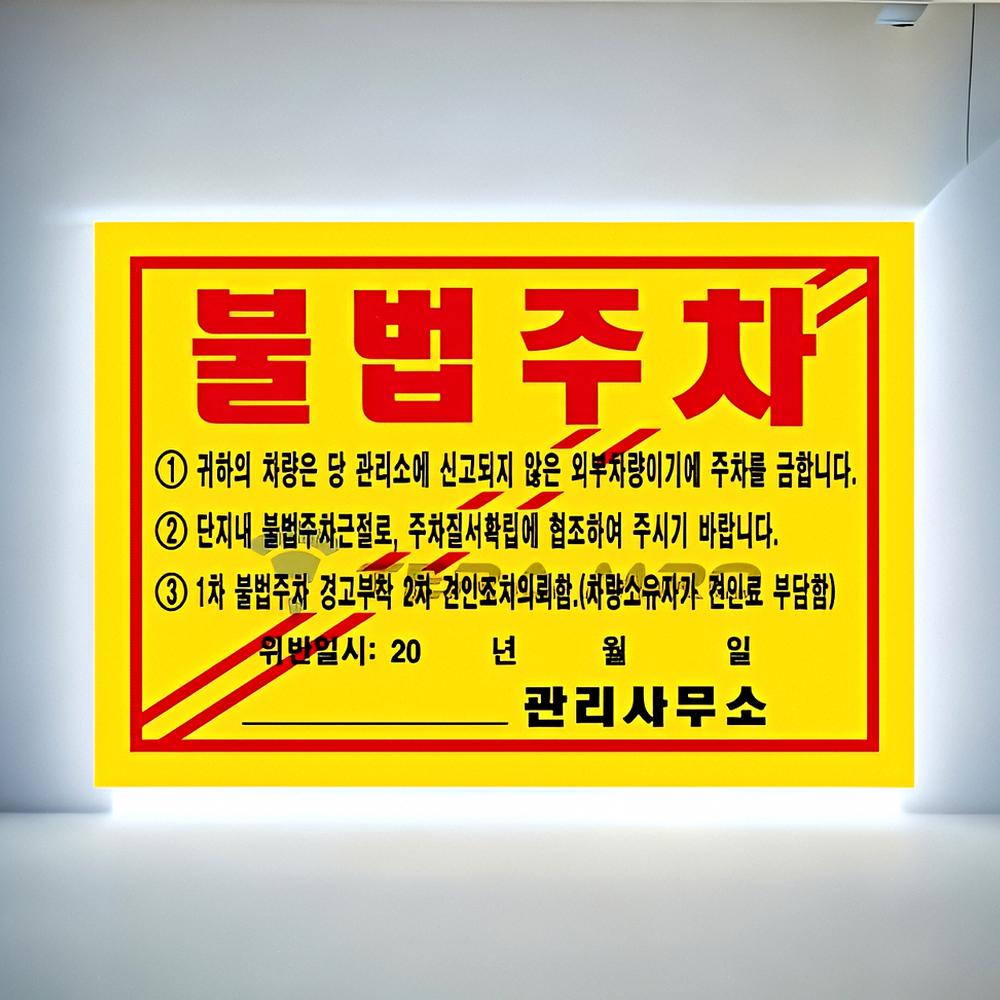 불법주차
① 귀하의 차량은 당 관리소에 신고되지 않은 외부차량이기에 주차를 금합니다.
② 단지내 불법주차근절로, 주차질서확립에 협조하여 주시기 바랍니다.
③ 1차 불법주차 경고부착 2차 견인조치의뢰함.(차량소유자가 견인료 부담함)
위반일시: 20 년 월 일
관리사무소